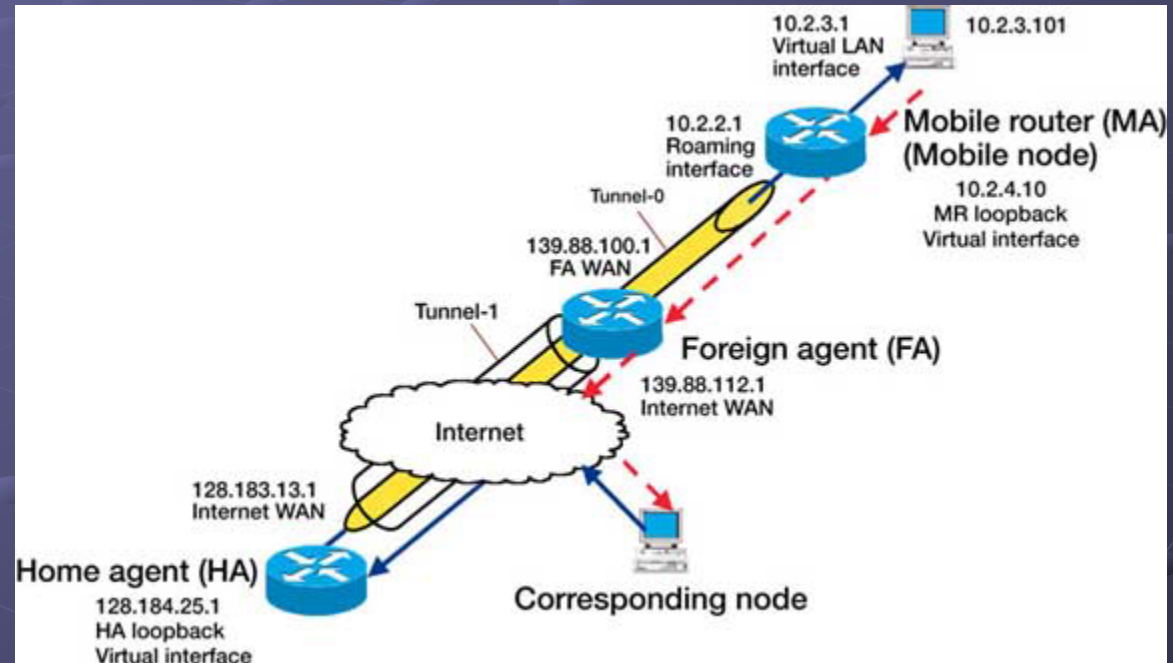 10.2.3.1
Virtual LAN
interface
10.2.3.101
10.2.2.1
Roaming
interface
Mobile router (MA)
(Mobile node)
10.2.4.10
MR loopback
Virtual interface
Tunnel-0
139.88.100.1
FA WAN
Tunnel-1
Foreign agent (FA)
139.88.112.1
Internet WAN
Internet
128.183.13.1
Internet WAN
Home agent (HA)
128.184.25.1
HA loopback
Virtual interface
Corresponding node